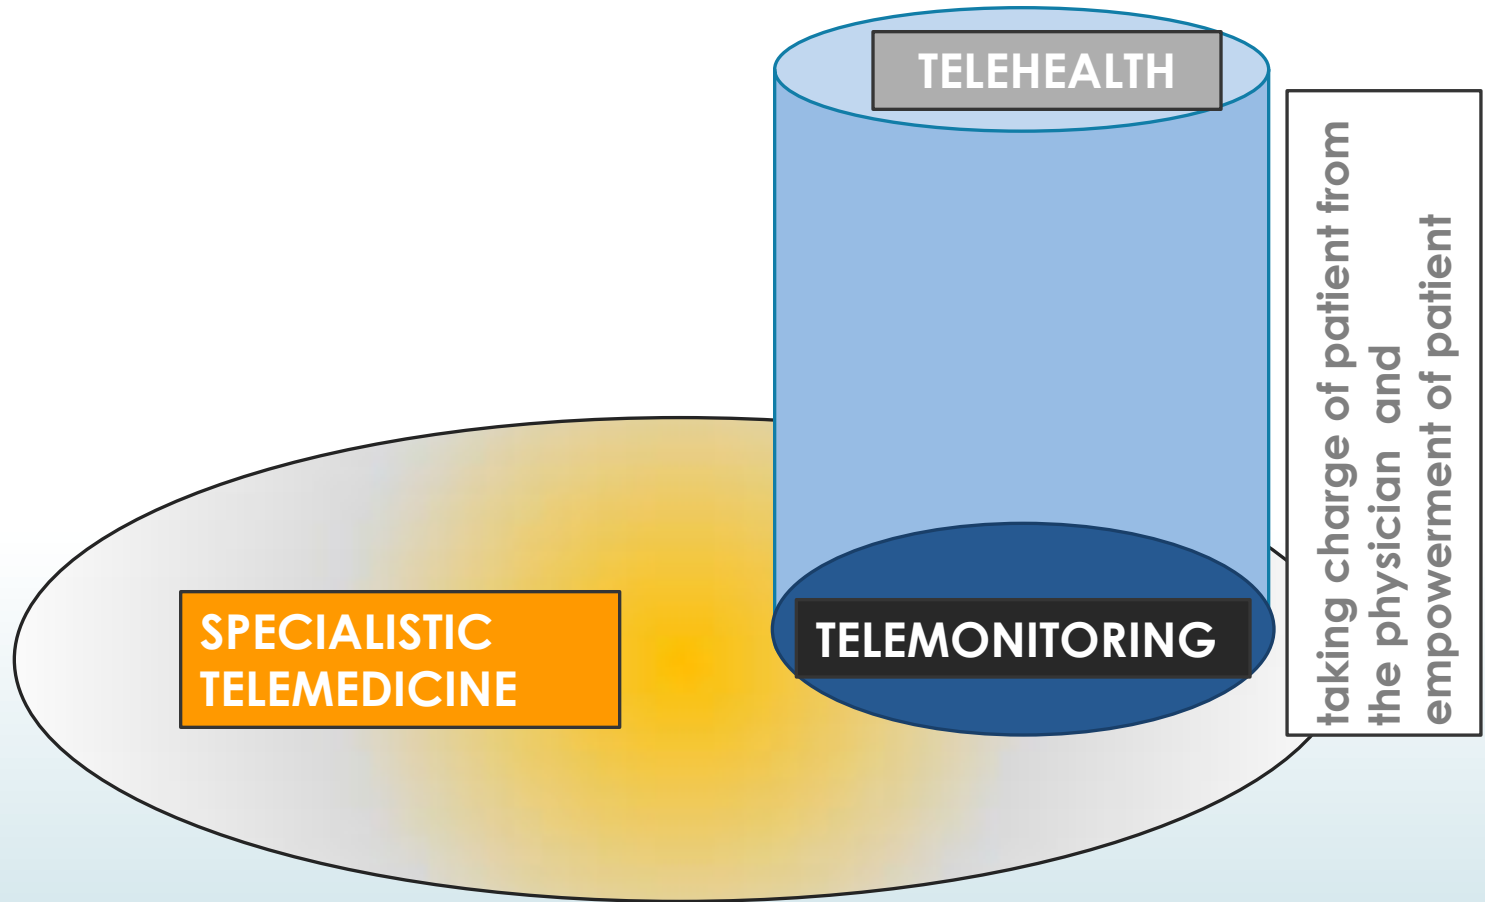 TELEHEALTH
SPECIALISTIC
TELEMEDICINE
TELEMONITORING
taking charge of patient from
the physician and
empowerment of patient